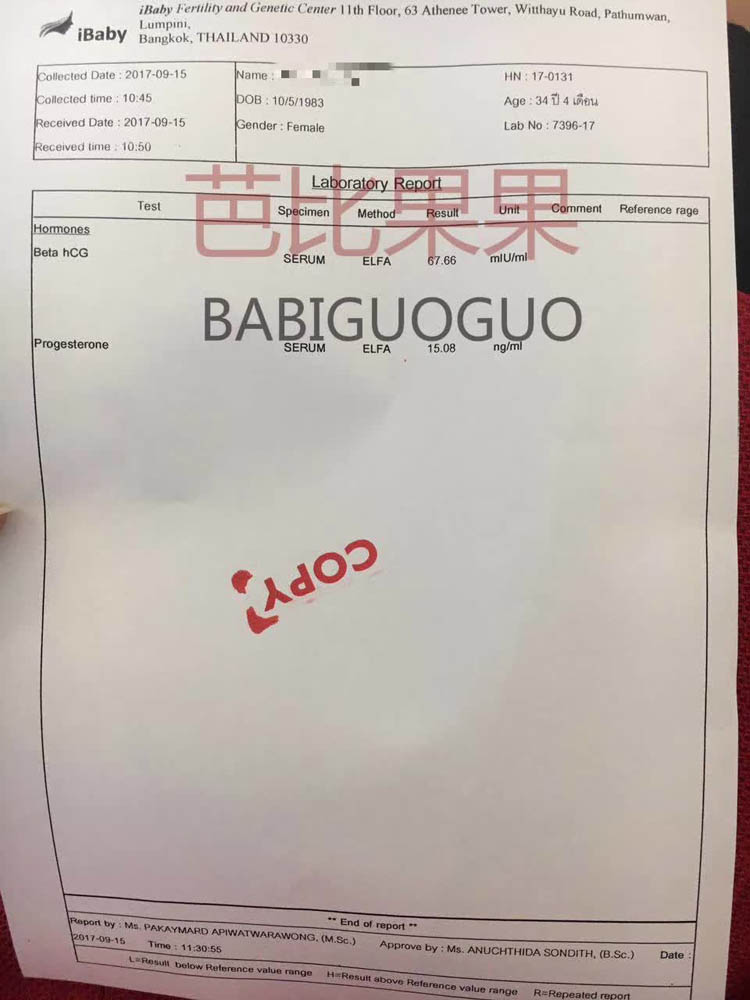 iBaby
iBaby Fertility and Genetic Center 11th Floor, 63 Athenee Tower, Witthayu Road, Pathumwan,
Lumpini,
Bangkok, THAILAND 10330
Collected Date : 2017-09-15
Collected time : 10:45
Received Date : 2017-09-15
Received time : 10:50
Name :
DOB : 10/5/1983
Gender : Female
HN : 17-0131
Age : 34 ปี 4 เดือน
Lab No : 7396-17
芭比果果
Laboratory Report
Test Specimen Method Result Unit Comment Reference rage
Hormones
Beta hCG SERUM ELFA 67.66 mIU/ml
BABIGUOGUO
Progesterone SERUM ELFA 15.08 ng/ml
COPY
** End of report **
Report by : Ms. PAKAYMARD APIWATWARAWONG, (M.Sc.) Approve by : Ms. ANUCHTHIDA SONDITH, (B.Sc.) Date :
2017-09-15 Time : 11:30:55
L=Result below Reference value range H=Result above Reference value range R=Repeated report